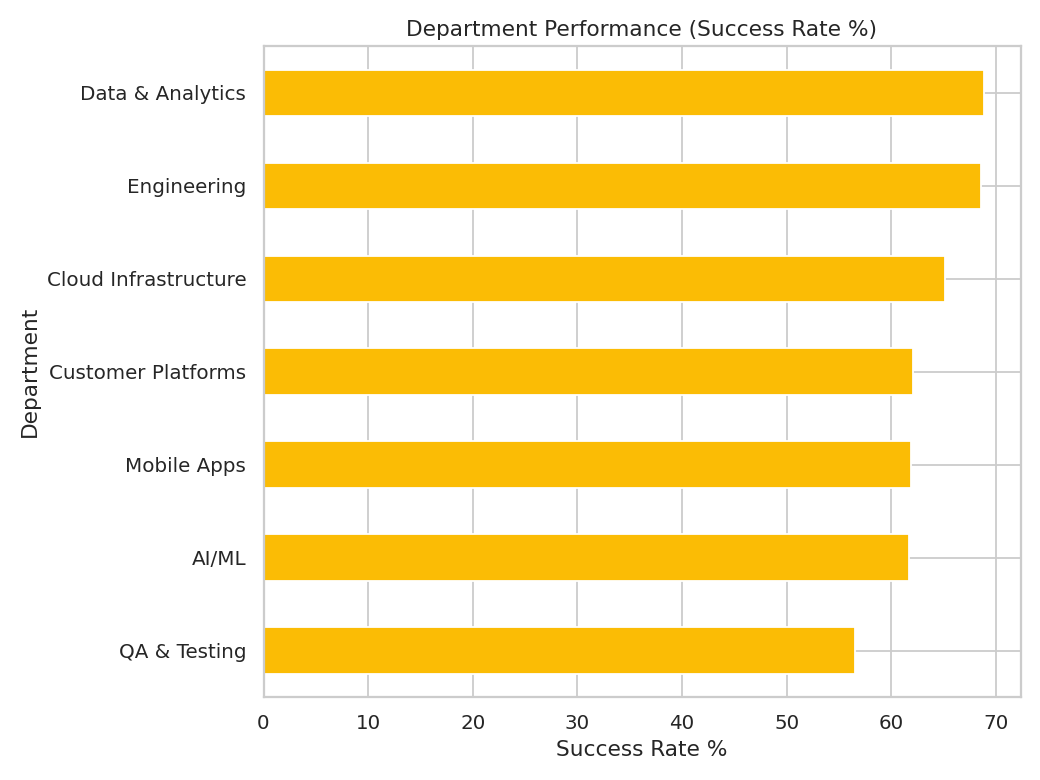 Department Performance (Success Rate %)
Data & Analytics
Engineering
Cloud Infrastructure
Customer Platforms
Mobile Apps
AI/ML
QA & Testing
Department
0 10 20 30 40 50 60 70
Success Rate %